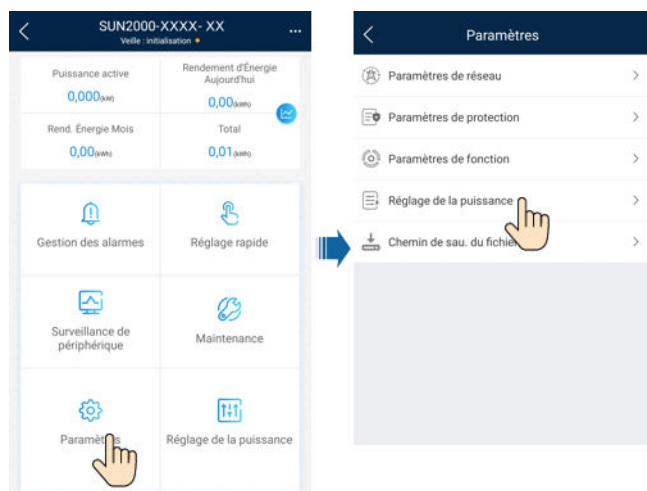 SUN2000-XXXX- XX
Veille : initialisation
Puissance active
0,000(kW)
Rendement d'Énergie
Aujourd'hui
0,00(kWh)
Rend. Énergie Mois
0,00(kWh)
Total
0,01(kWh)
Gestion des alarmes
Réglage rapide
Surveillance de
périphérique
Maintenance
Paramètres
Réglage de la puissance
Paramètres
Paramètres de réseau
Paramètres de protection
Paramètres de fonction
Réglage de la puissance
Chemin de sau. du fichier